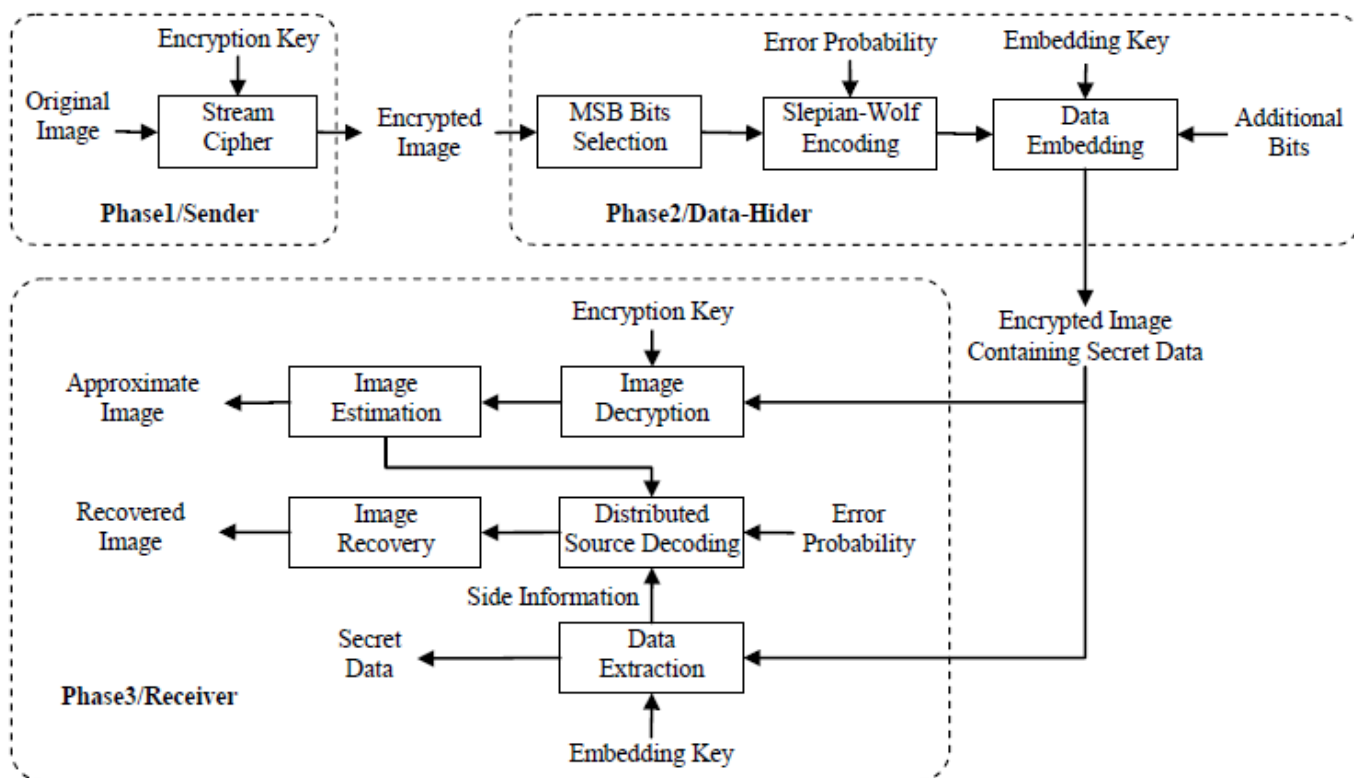 Encryption Key
Error Probability
Embedding Key
Original
Image
Stream
Cipher
Encrypted
Image
MSB Bits
Selection
Slepian-Wolf
Encoding
Data
Embedding
Additional
Bits
Phase1/Sender
Phase2/Data-Hider
Encryption Key
Encrypted Image
Containing Secret Data
Approximate
Image
Image
Estimation
Image
Decryption
Recovered
Image
Image
Recovery
Distributed
Source Decoding
Error
Probability
Side Information
Secret
Data
Data
Extraction
Phase3/Receiver
Embedding Key